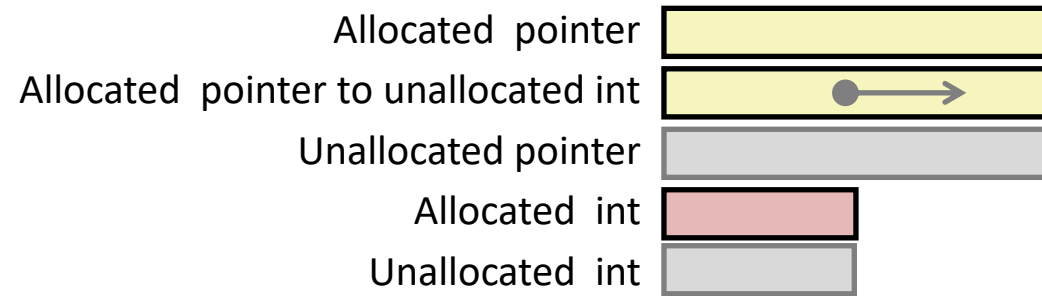 Allocated pointer
Allocated pointer to unallocated int
Unallocated pointer
Allocated int
Unallocated int